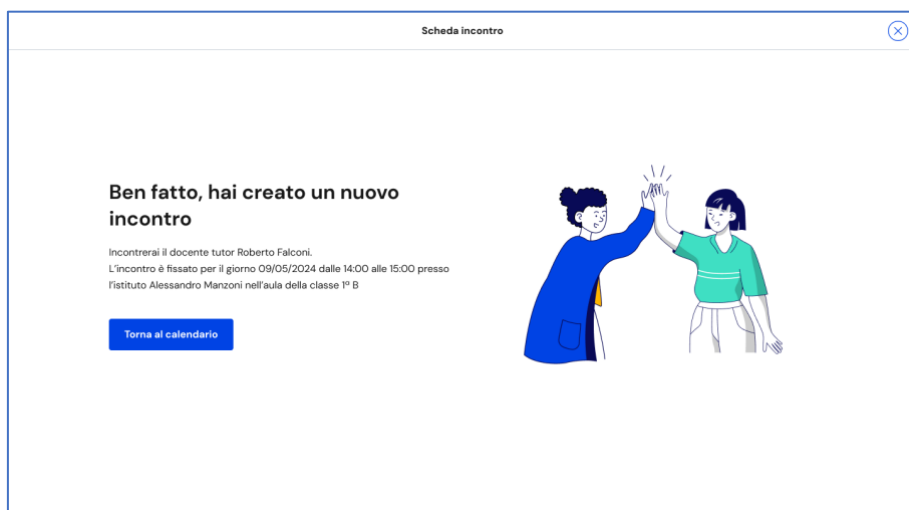 Scheda incontro
Ben fatto, hai creato un nuovo
incontro
Incontrerai il docente tutor Roberto Falconi.
L'incontro è fissato per il giorno 09/05/2024 dalle 14:00 alle 15:00 presso
l'istituto Alessandro Manzoni nell'aula della classe 1º B
Torna al calendario